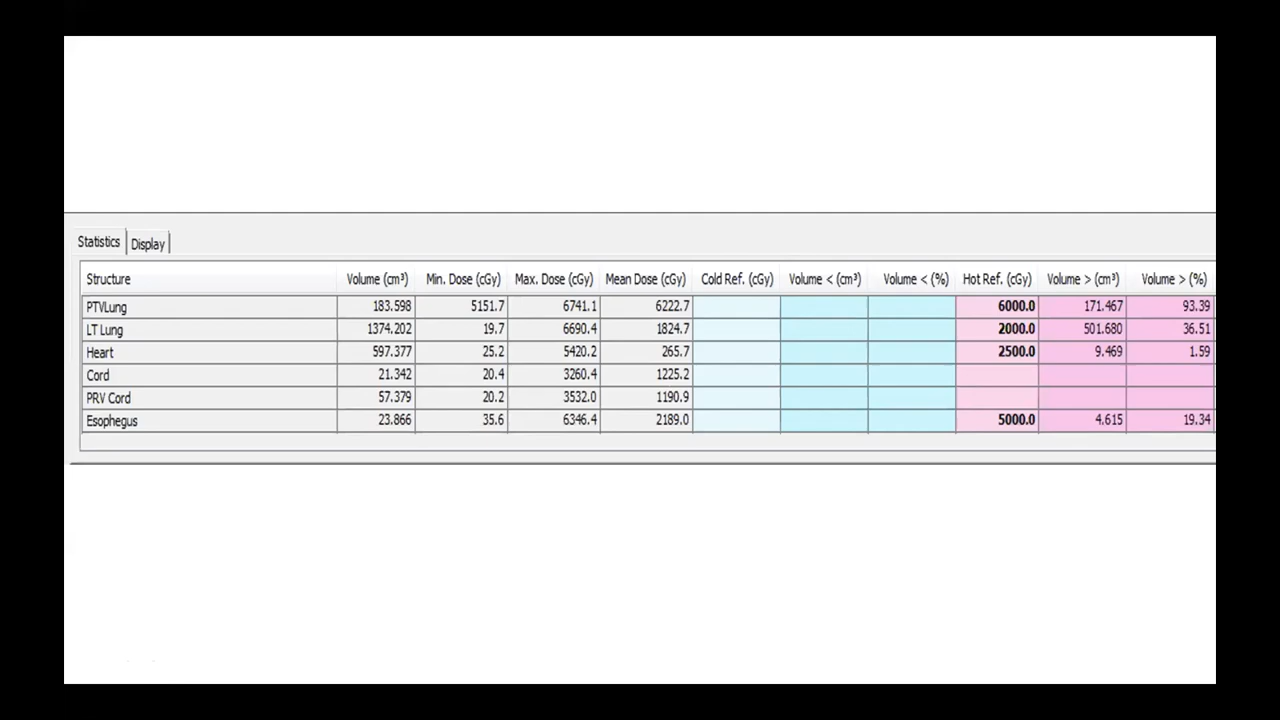 Statistics Display
Structure Volume (cm³) Min. Dose (cGy) Max. Dose (cGy) Mean Dose (cGy) Cold Ref. (cGy) Volume < (cm³) Volume < (%) Hot Ref. (cGy) Volume > (cm³) Volume > (%)
PTVLung 183.598 5151.7 6741.1 6222.7 6000.0 171.467 93.39
LT Lung 1374.202 19.7 6690.4 1824.7 2000.0 501.680 36.51
Heart 597.377 25.2 5420.2 265.7 2500.0 9.469 1.59
Cord 21.342 20.4 3260.4 1225.2
PRV Cord 57.379 20.2 3532.0 1190.9
Esophegus 23.866 35.6 6346.4 2189.0 5000.0 4.615 19.34